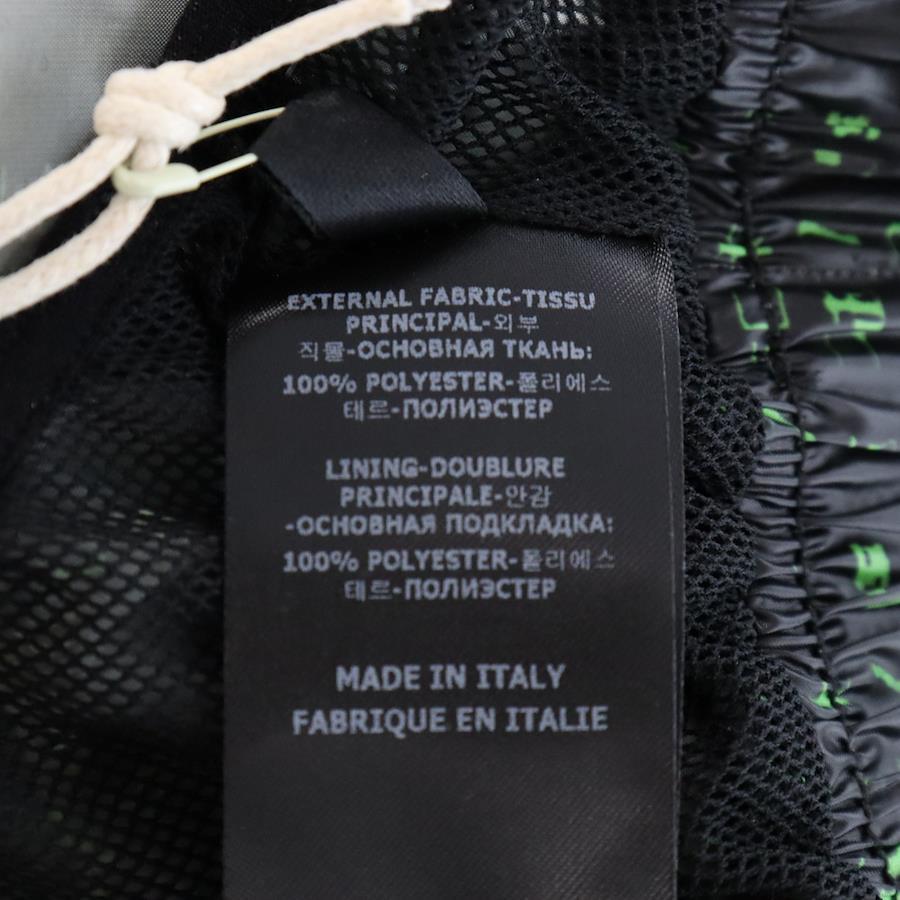 EXTERNAL FABRIC-TISSU
PRINCIPAL-외부
직물-ОСНОВНАЯ ТКАНЬ:
100% POLYESTER-폴리에스
테르-ПОЛИЭСТЕР
LINING-DOUBLURE
PRINCIPALE-안감
-ОСНОВНАЯ ПОДКЛАДКА:
100% POLYESTER-폴리에스
테르-ПОЛИЭСТЕР
MADE IN ITALY
FABRIQUE EN ITALIE